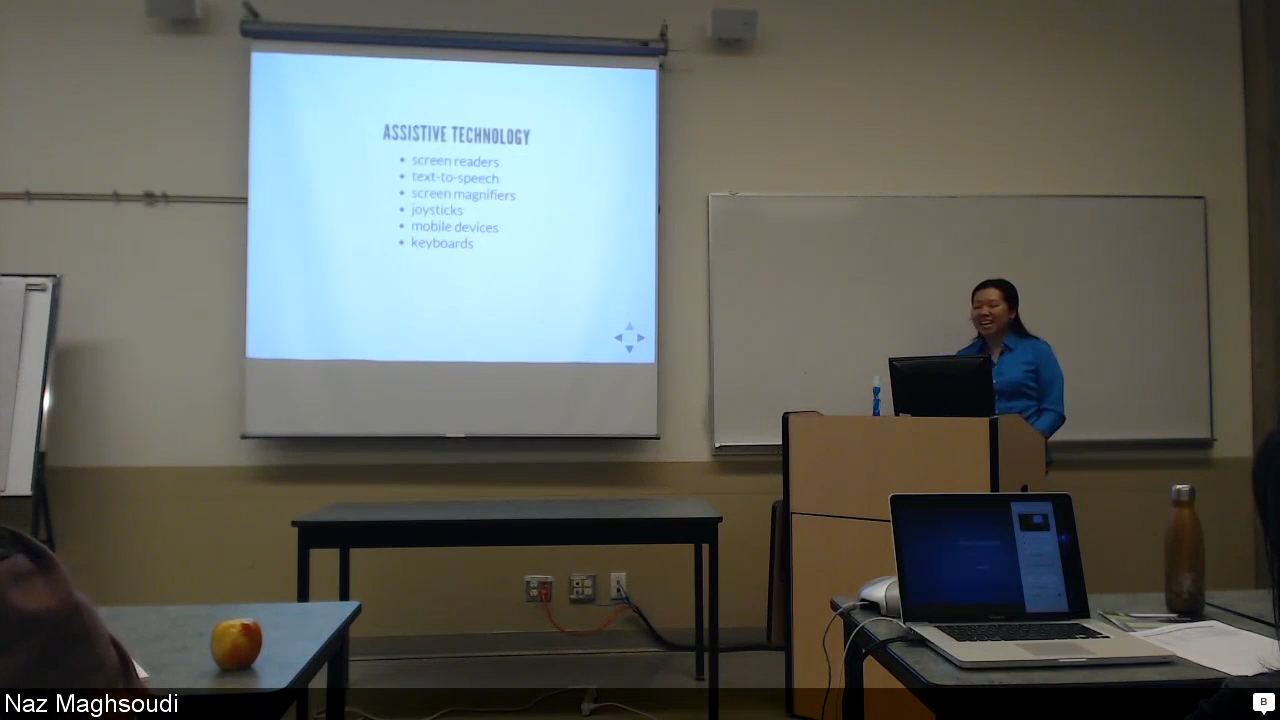 ASSISTIVE TECHNOLOGY
• screen readers
• text-to-speech
• screen magnifiers
• joysticks
• mobile devices
• keyboards
Naz Maghsoudi
B